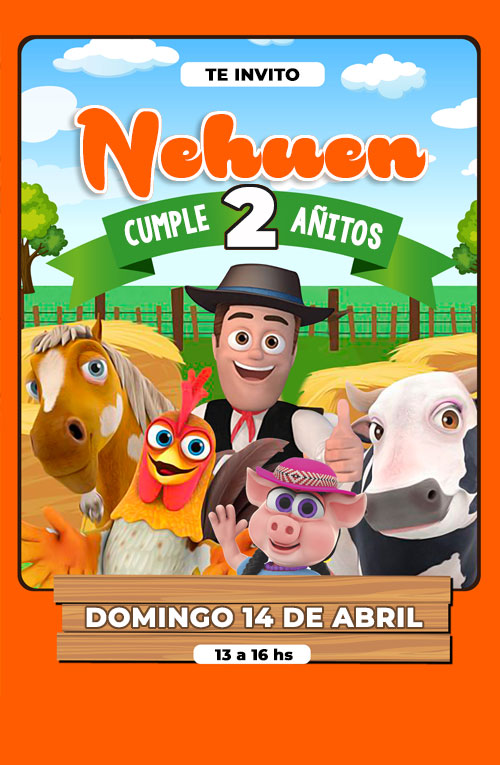 TE INVITO
Nehuen
CUMPLE 2 AÑITOS
DOMINGO 14 DE ABRIL
13 a 16 hs